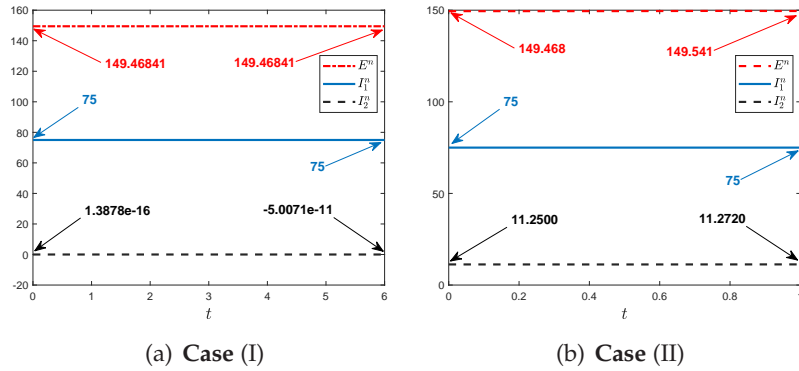 160
140
120
100
80
60
40
20
0
-20
149.46841
149.46841
E^n
I_1^n
I_2^n
75
75
1.3878e-16
-5.0071e-11
0 1 2 3 4 5 6
t
(a) Case (I)
150
100
50
0
149.468
149.541
E^n
I_1^n
I_2^n
75
75
11.2500
11.2720
0 0.2 0.4 0.6 0.8 1
t
(b) Case (II)